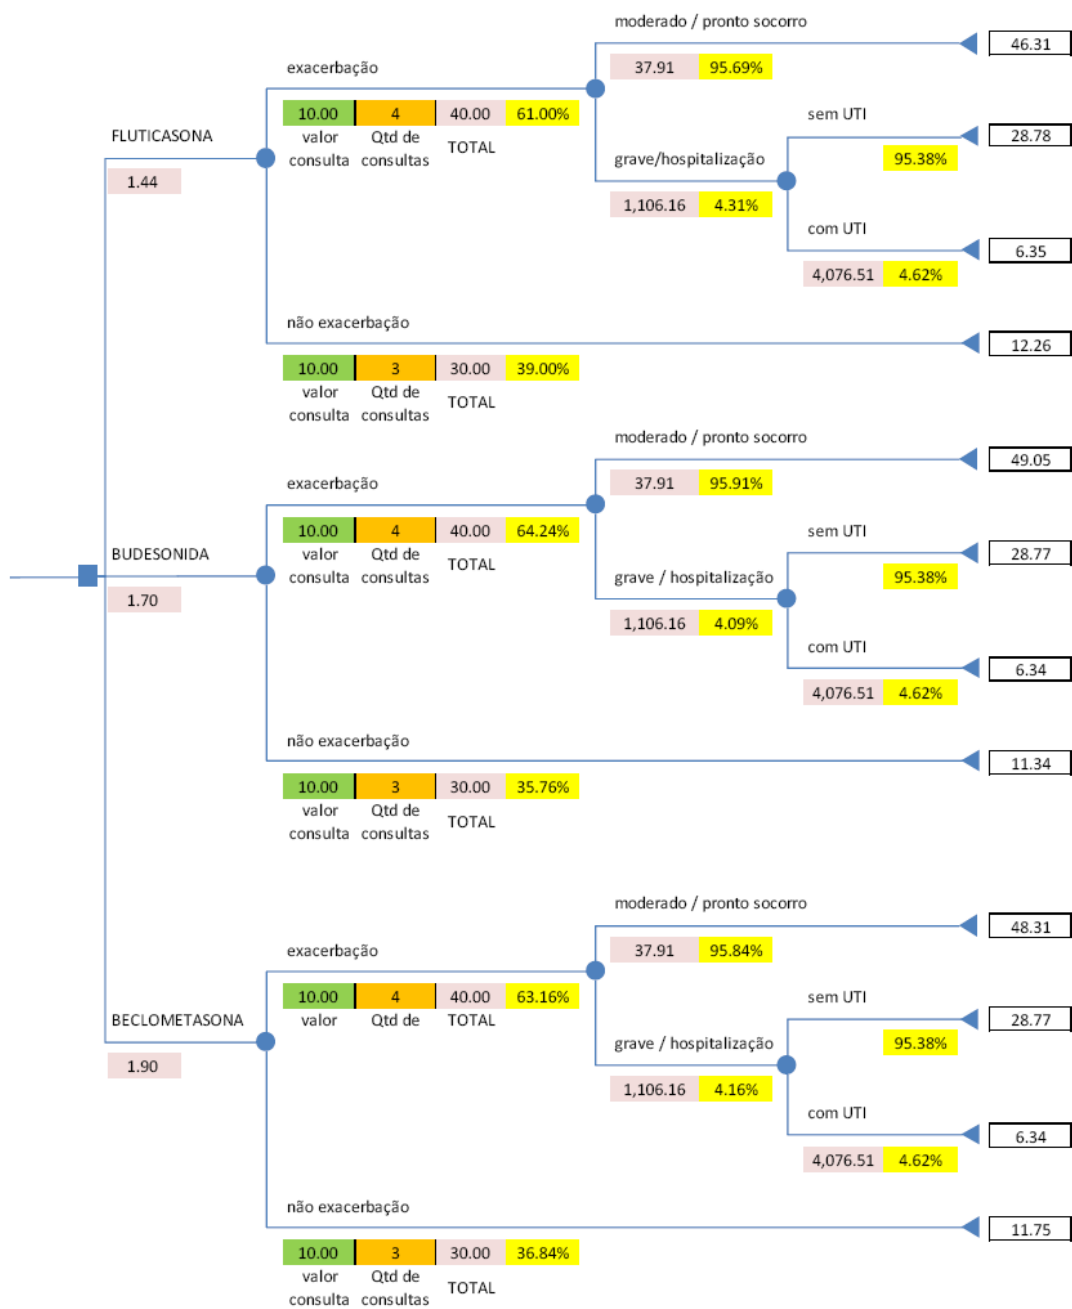 moderado / pronto socorro
46.31
exacerbação
37.91 95.69%
10.00 4 40.00 61.00%
valor Qtd de
consulta consultas TOTAL
sem UTI
28.78
95.38%
FLUTICASONA
1.44
grave/hospitalização
1,106.16 4.31%
com UTI
6.35
4,076.51 4.62%
não exacerbação
12.26
10.00 3 30.00 39.00%
valor Qtd de
consulta consultas TOTAL
moderado / pronto socorro
49.05
exacerbação
37.91 95.91%
10.00 4 40.00 64.24%
valor Qtd de
consulta consultas TOTAL
sem UTI
28.77
95.38%
BUDESONIDA
1.70
grave / hospitalização
1,106.16 4.09%
com UTI
6.34
4,076.51 4.62%
não exacerbação
11.34
10.00 3 30.00 35.76%
valor Qtd de
consulta consultas TOTAL
moderado / pronto socorro
48.31
exacerbação
37.91 95.84%
10.00 4 40.00 63.16%
valor Qtd de TOTAL
sem UTI
28.77
95.38%
BECLOMETASONA
1.90
grave / hospitalização
1,106.16 4.16%
com UTI
6.34
4,076.51 4.62%
não exacerbação
11.75
10.00 3 30.00 36.84%
valor Qtd de
consulta consultas TOTAL